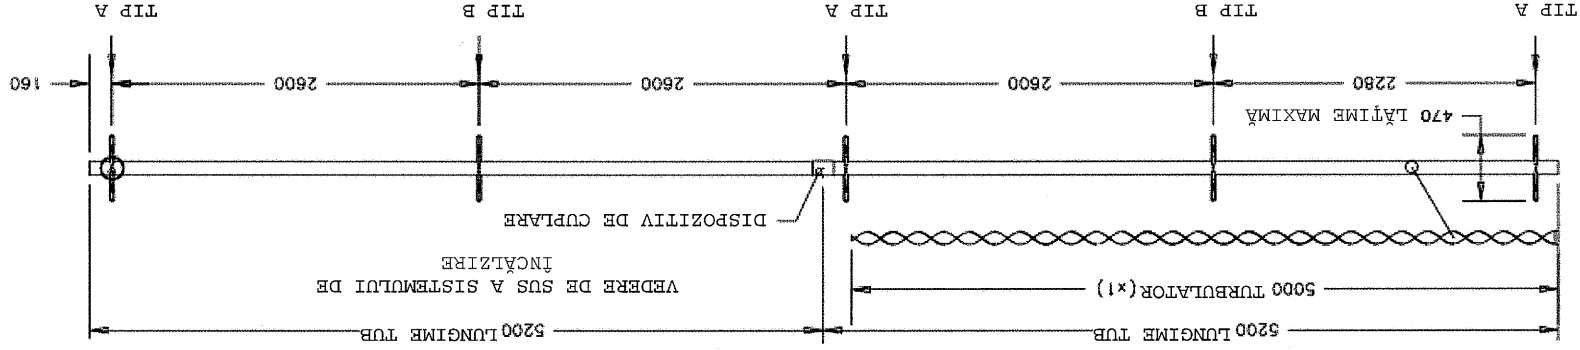 5200 LUNGIME TUB
5200 LUNGIME TUB
5000 TURBULATOR(x1)
VEDERE DE SUS A SISTEMULUI DE
ÎNCĂLZIRE
DISPOZITIV DE CUPLARE
470 LĂŢIME MAXIMĂ
2280
2600
2600
2600
160
TIP A
TIP B
TIP A
TIP B
TIP A